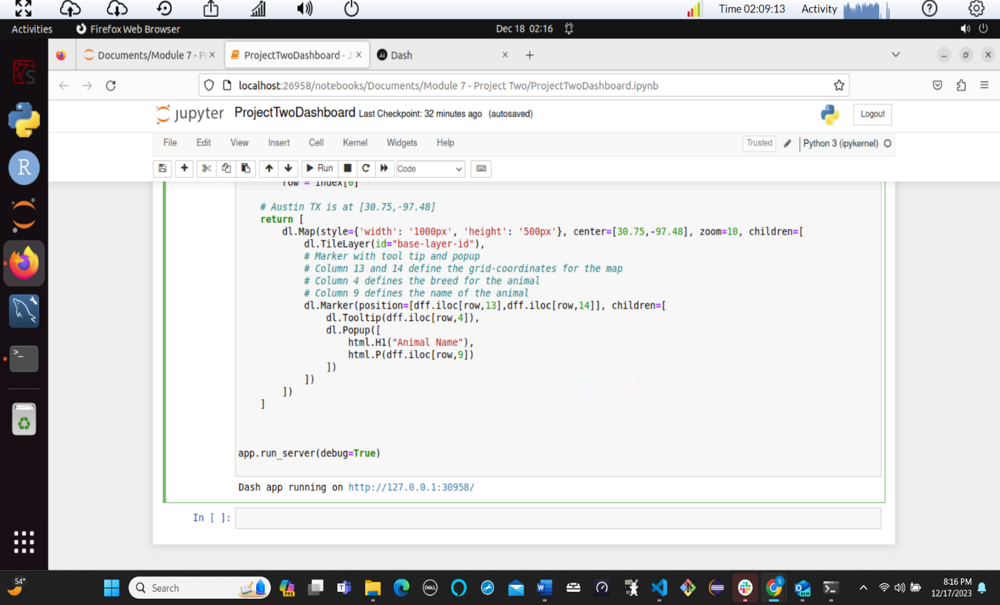 Time 02:09:13 Activity
Activities Firefox Web Browser Dec 18 02:16
Documents/Module 7 - Pr ProjectTwoDashboard - J Dash
localhost:26958/notebooks/Documents/Module 7 - Project Two/ProjectTwoDashboard.ipynb
jupyter ProjectTwoDashboard Last Checkpoint: 32 minutes ago (autosaved) Logout
File Edit View Insert Cell Kernel Widgets Help Trusted Python 3 (ipykernel)
Run Code
row = index[0]
# Austin TX is at [30.75,-97.48]
return [
dl.Map(style={'width': '1000px', 'height': '500px'}, center=[30.75,-97.48], zoom=10, children=[
dl.TileLayer(id="base-layer-id"),
# Marker with tool tip and popup
# Column 13 and 14 define the grid-coordinates for the map
# Column 4 defines the breed for the animal
# Column 9 defines the name of the animal
dl.Marker(position=[dff.iloc[row,13],dff.iloc[row,14]], children=[
dl.Tooltip(dff.iloc[row,4]),
dl.Popup([
html.H1("Animal Name"),
html.P(dff.iloc[row,9])
])
])
])
]
app.run_server(debug=True)
Dash app running on http://127.0.0.1:30958/
In [ ]:
54°
Search
PRE
DELL
NEW
8:16 PM
12/17/2023